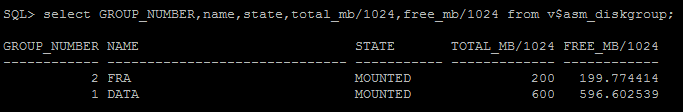 SQL> select GROUP_NUMBER,name,state,total_mb/1024,free_mb/1024 from v$asm_diskgroup;
GROUP_NUMBER NAME                           STATE       TOTAL_MB/1024 FREE_MB/1024
------------ ------------------------------ ----------- ------------- ------------
           2 FRA                            MOUNTED               200   199.774414
           1 DATA                           MOUNTED               600   596.602539